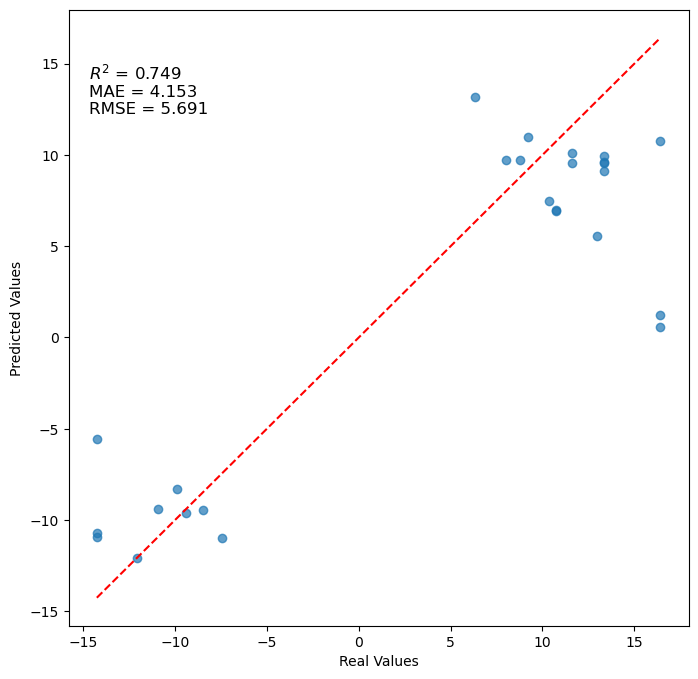 R² = 0.749
MAE = 4.153
RMSE = 5.691
15
10
5
0
−5
−10
−15
Predicted Values
−15 −10 −5 0 5 10 15
Real Values